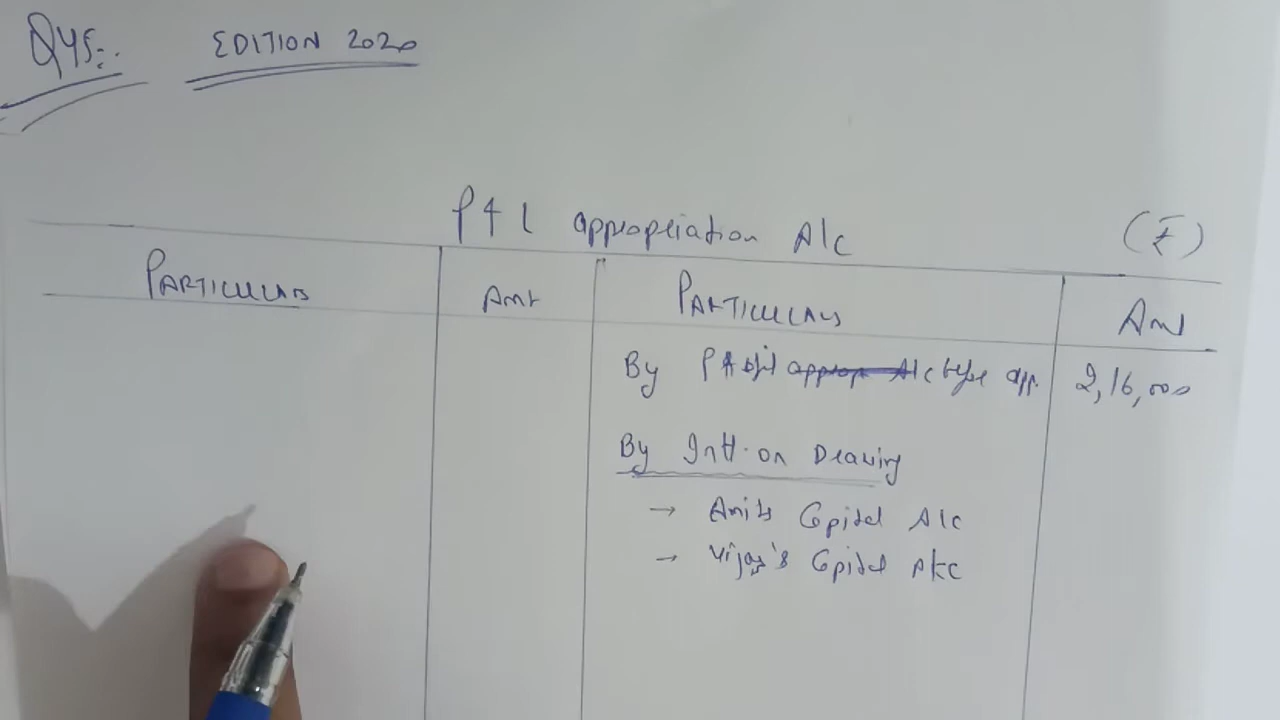 Q45:.
EDITION 2020
P & L appropriation A/c (₹)
PARTICULARS Amt PARTICULARS Amt
By Profit approp A/c before app. 2,16,000
By Intt. on Drawing
→ Amit's Capital A/c
→ Vijay's Capital A/c